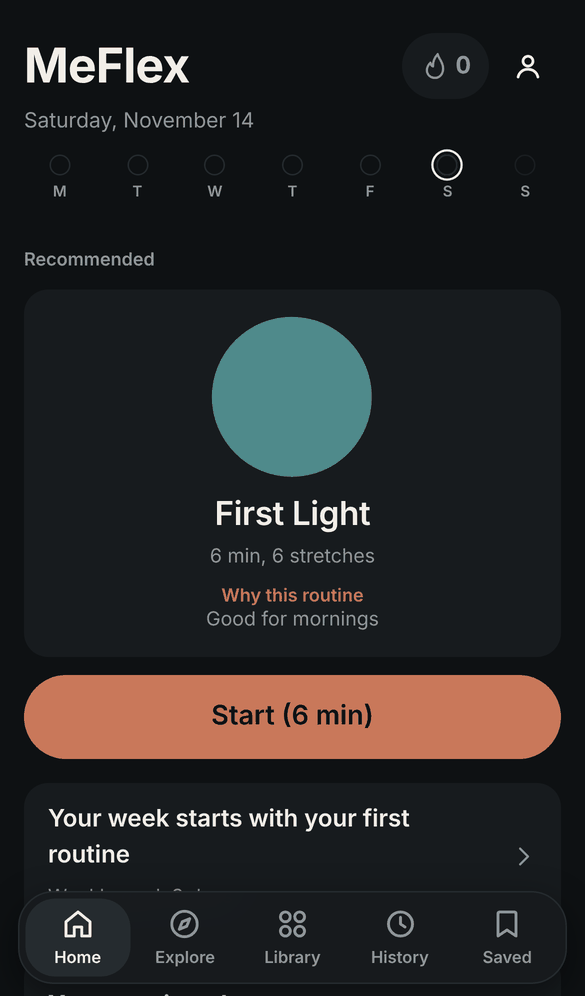 MeFlex
0
Saturday, November 14
M T W T F S S
Recommended
First Light
6 min, 6 stretches
Why this routine
Good for mornings
Start (6 min)
Your week starts with your first
routine
Home Explore Library History Saved